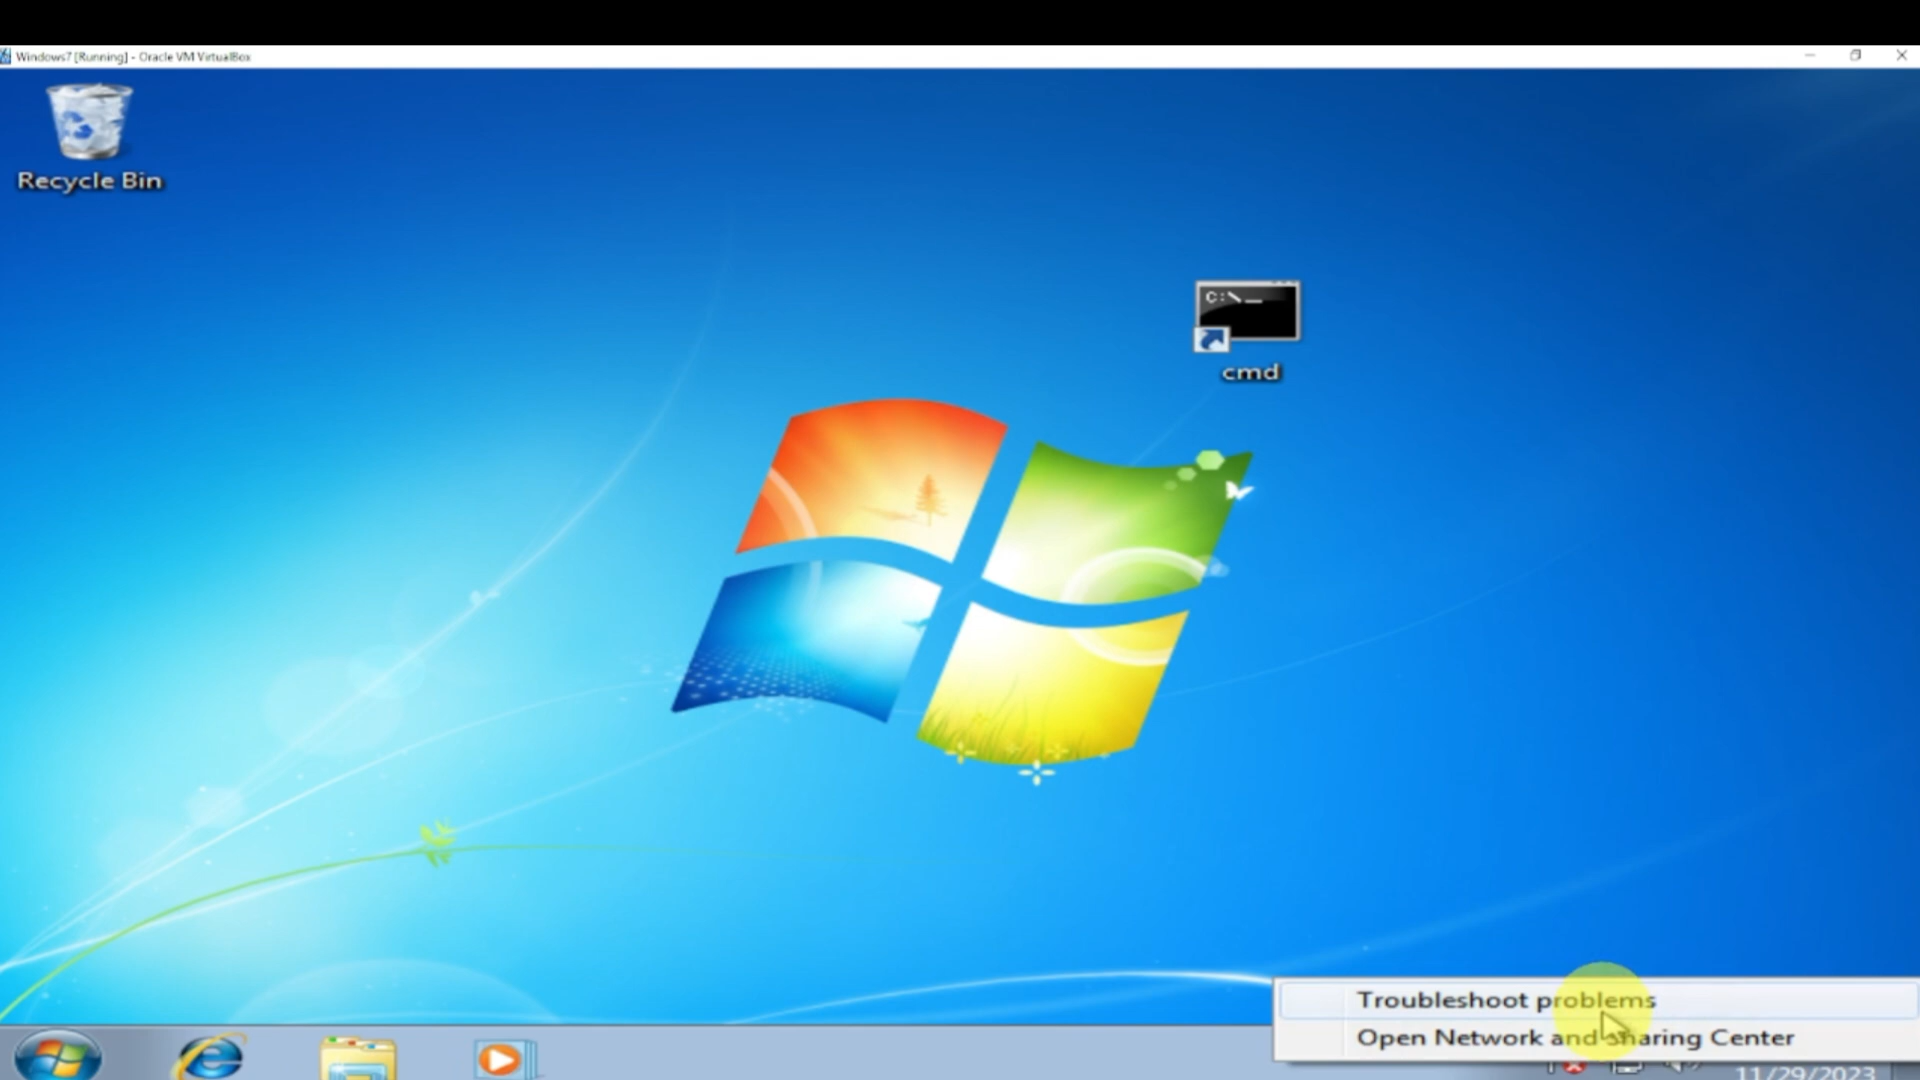 Windows7 [Running] - Oracle VM VirtualBox
Recycle Bin
C:\_
cmd
Troubleshoot problems
Open Network and Sharing Center
11/29/2023